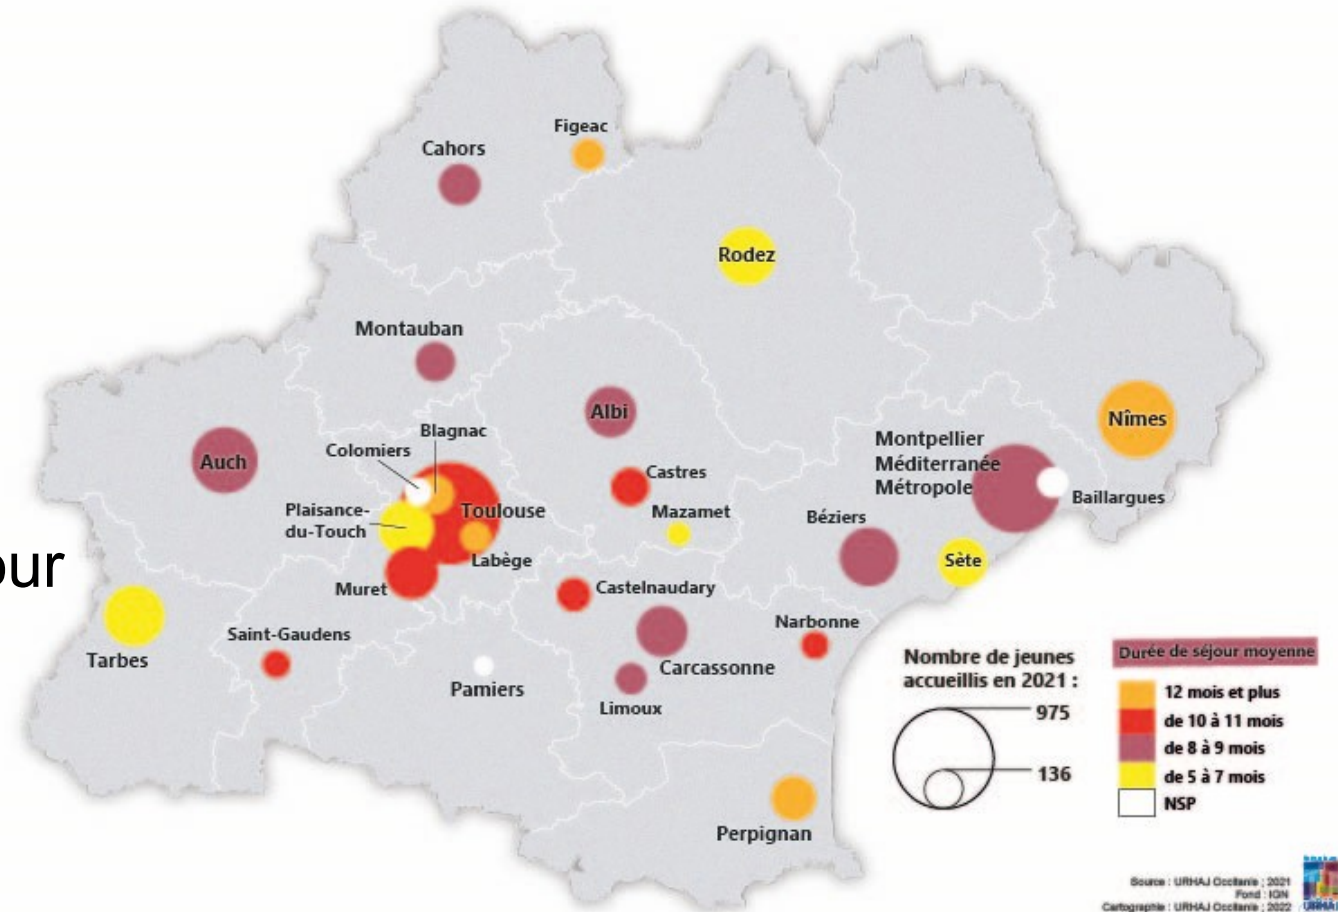 Figeac
Cahors
Rodez
Montauban
Albi
Nîmes
Blagnac
Colomiers
Auch
Montpellier
Méditerranée
Métropole
Castres
Baillargues
Plaisance-
du-Touch
Toulouse
Mazamet
Béziers
Sète
Labège
our
Muret
Castelnaudary
Narbonne
Saint-Gaudens
Tarbes
Carcassonne
Pamiers
Limoux
Perpignan
Nombre de jeunes
accueillis en 2021 :
975
136
Durée de séjour moyenne
12 mois et plus
de 10 à 11 mois
de 8 à 9 mois
de 5 à 7 mois
NSP
Source : URHAJ Occitanie ; 2021
Fond : IGN
Cartographie : URHAJ Occitanie ; 2022